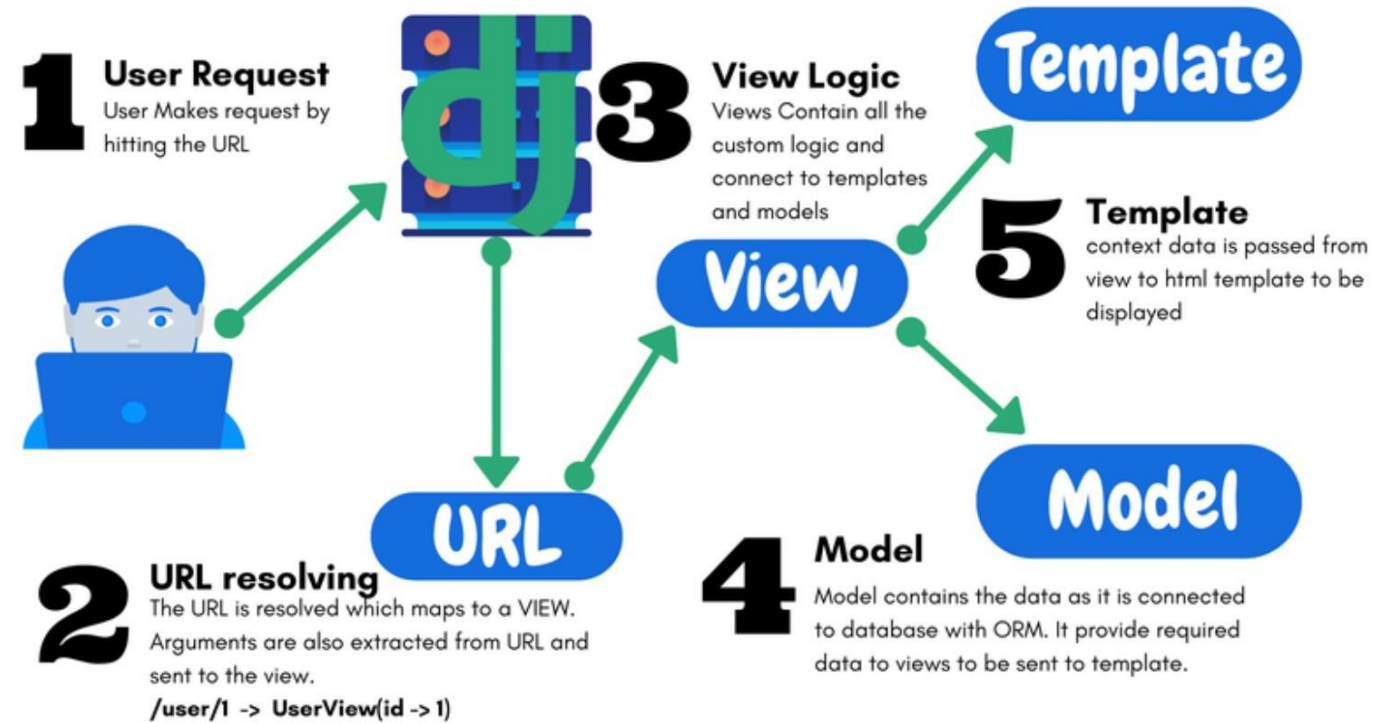 1
User Request
User Makes request by
hitting the URL
dj
3
View Logic
Views Contain all the
custom logic and
connect to templates
and models
Template
5
Template
context data is passed from
view to html template to be
displayed
View
URL
2
URL resolving
The URL is resolved which maps to a VIEW.
Arguments are also extracted from URL and
sent to the view.
/user/1 -> UserView(id -> 1)
Model
4
Model
Model contains the data as it is connected
to database with ORM. It provide required
data to views to be sent to template.